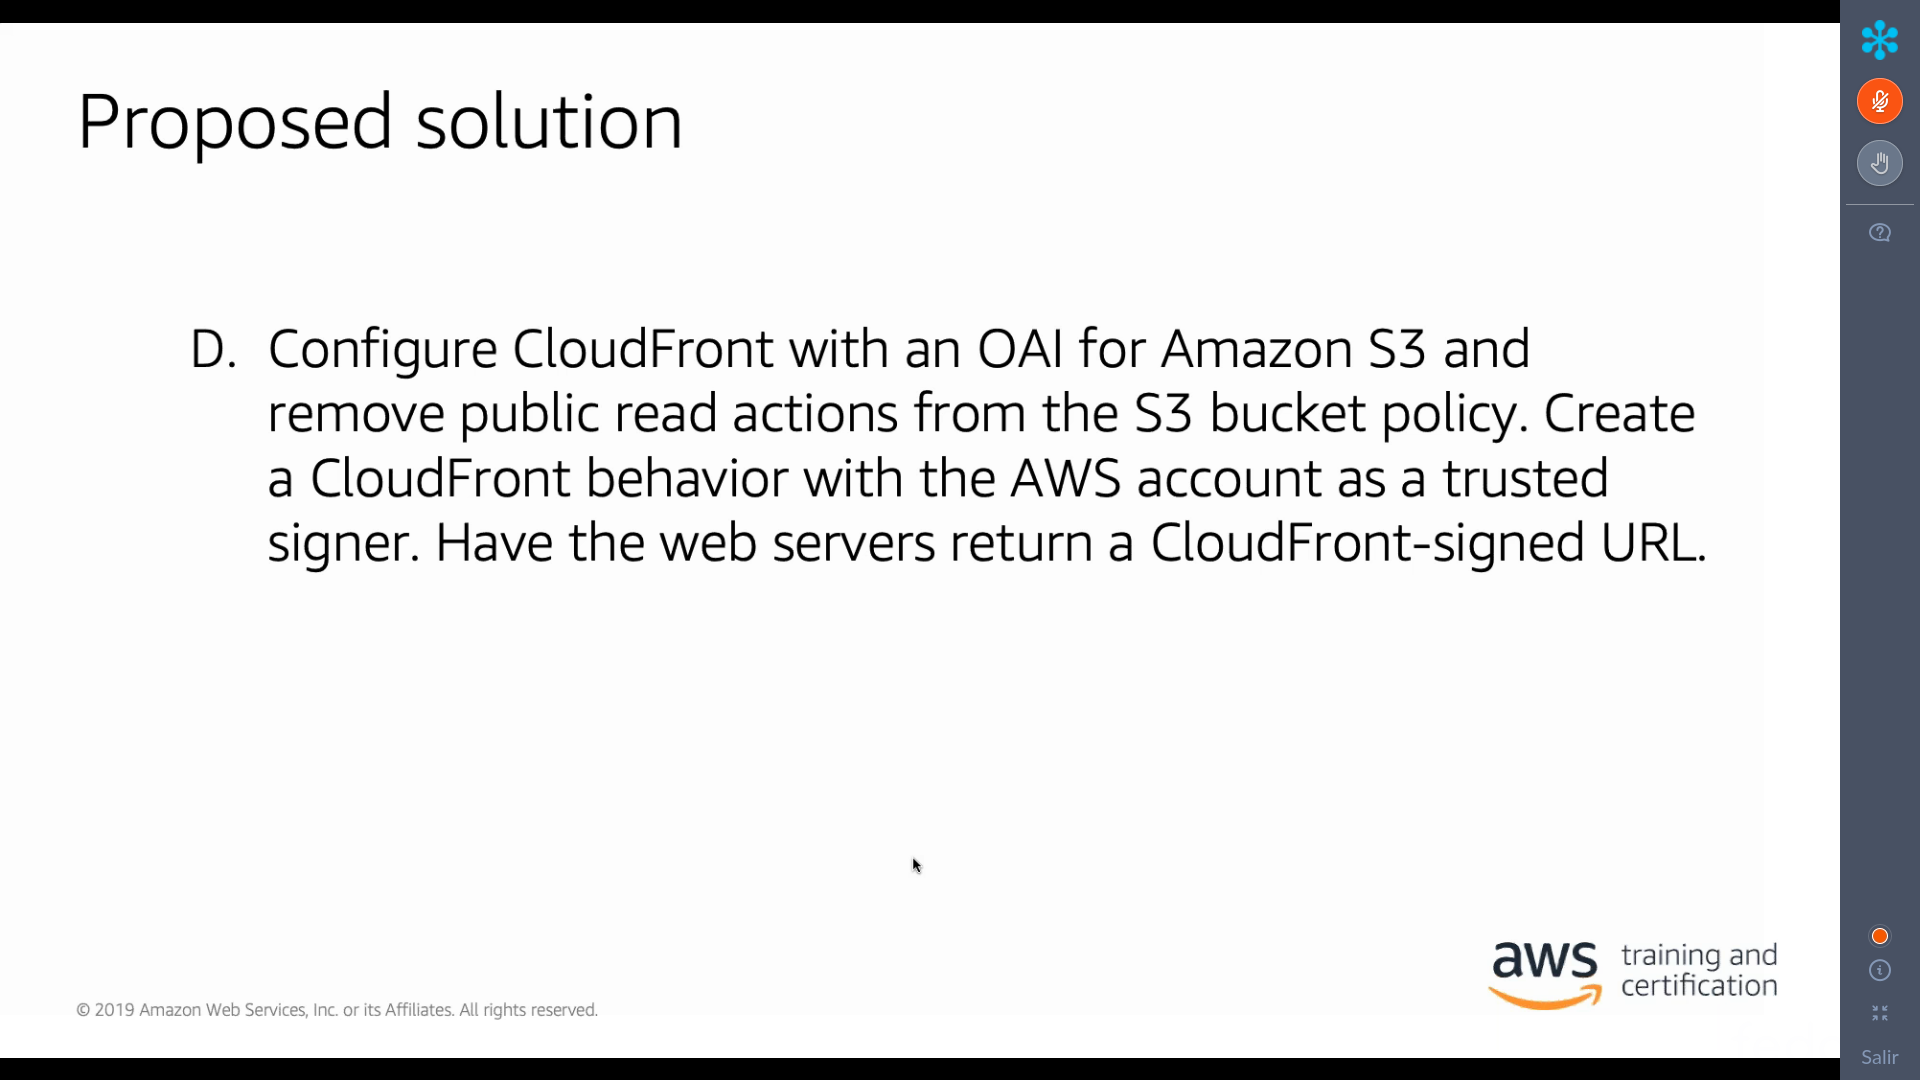 Proposed solution
D. Configure CloudFront with an OAI for Amazon S3 and
remove public read actions from the S3 bucket policy. Create
a CloudFront behavior with the AWS account as a trusted
signer. Have the web servers return a CloudFront-signed URL.
aws training and
certification
© 2019 Amazon Web Services, Inc. or its Affiliates. All rights reserved.
Salir